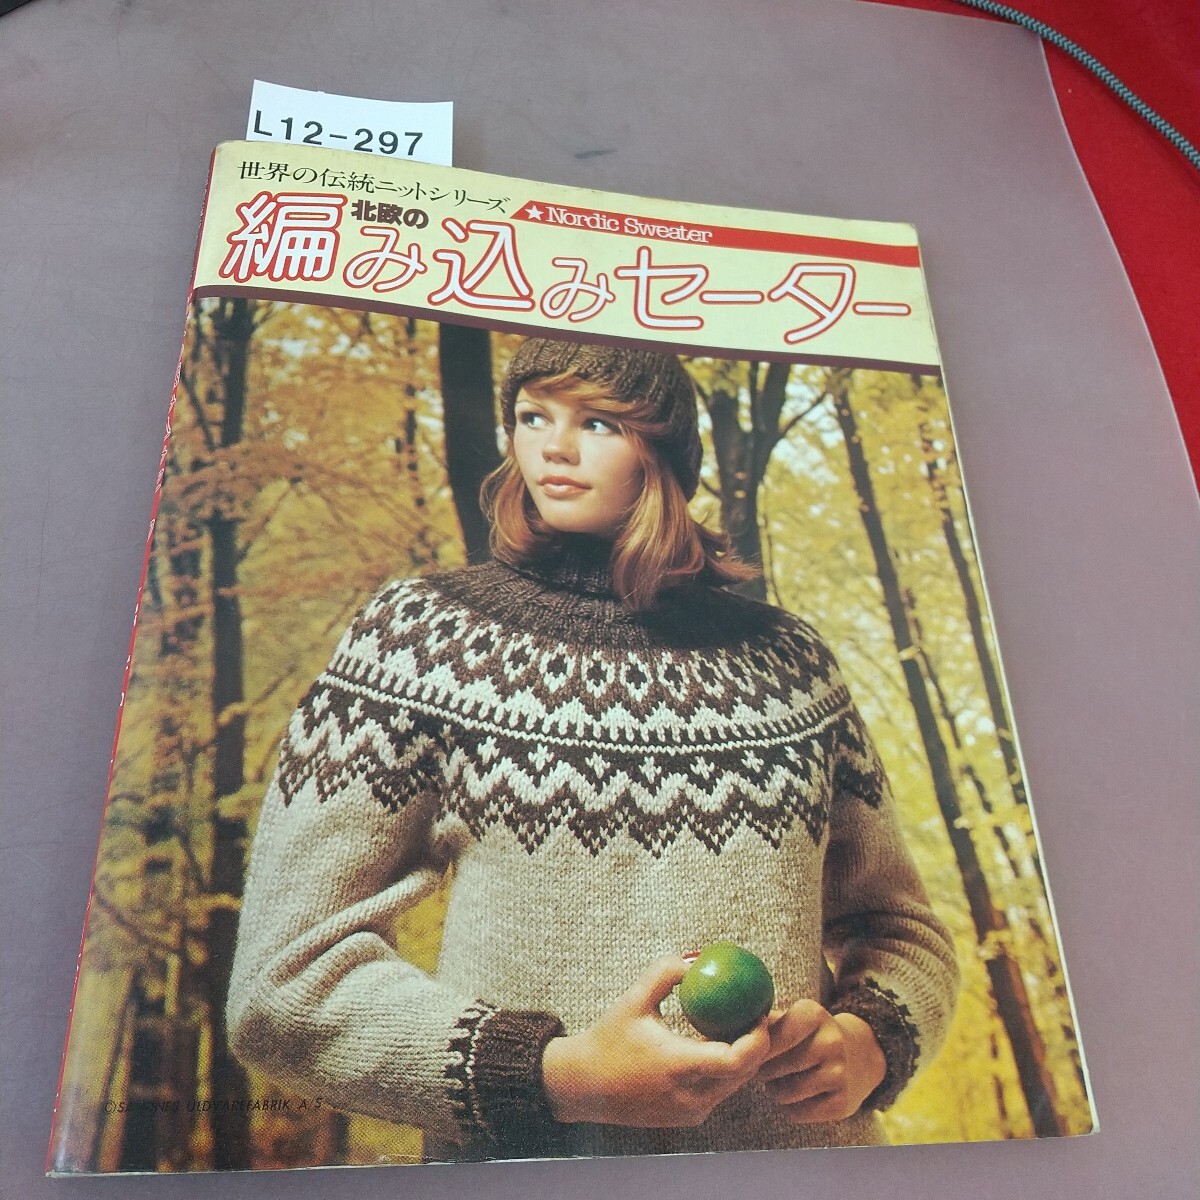 L12-297
世界の伝統ニットシリーズ
★Nordic Sweater
北欧の
編み込みセーター
ULDVAREFABRIK A/S